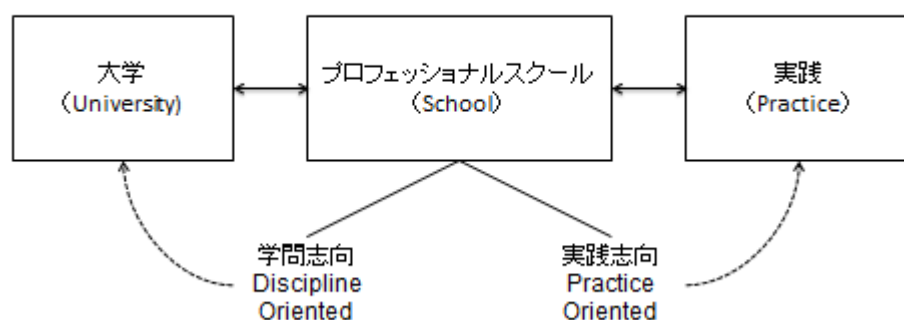 大学
（University)
プロフェッショナルスクール
（School）
実践
（Practice）
学問志向
Discipline
Oriented
実践志向
Practice
Oriented